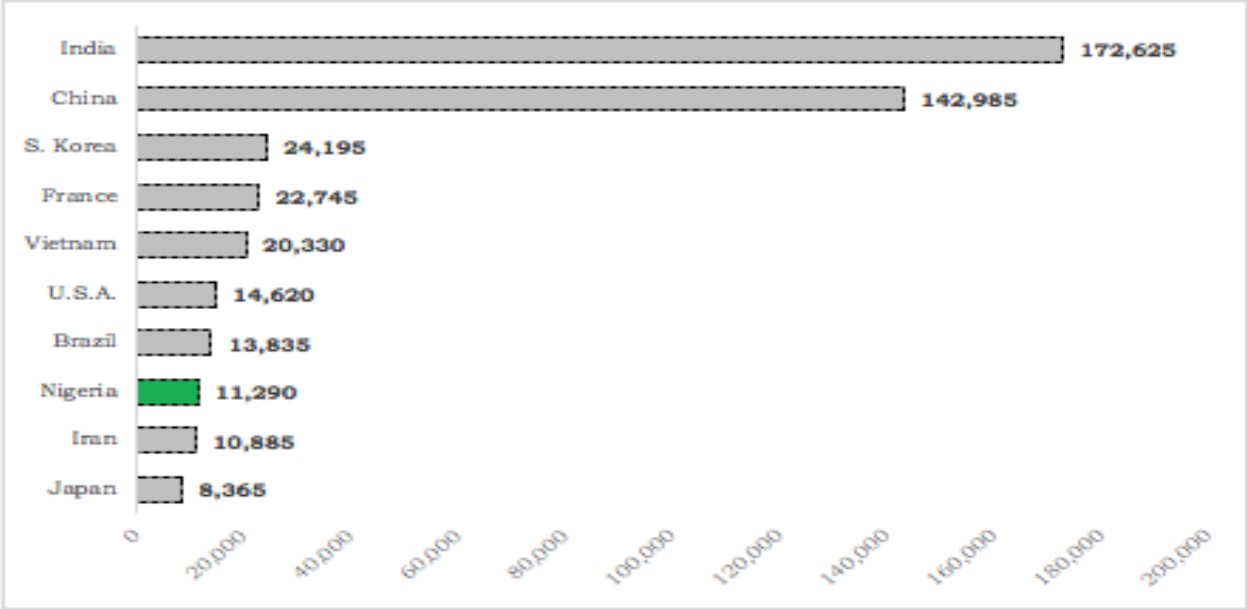 India 172,625
China 142,985
S. Korea 24,195
France 22,745
Vietnam 20,330
U.S.A. 14,620
Brazil 13,835
Nigeria 11,290
Iran 10,885
Japan 8,365
0 20,000 40,000 60,000 80,000 100,000 120,000 140,000 160,000 180,000 200,000